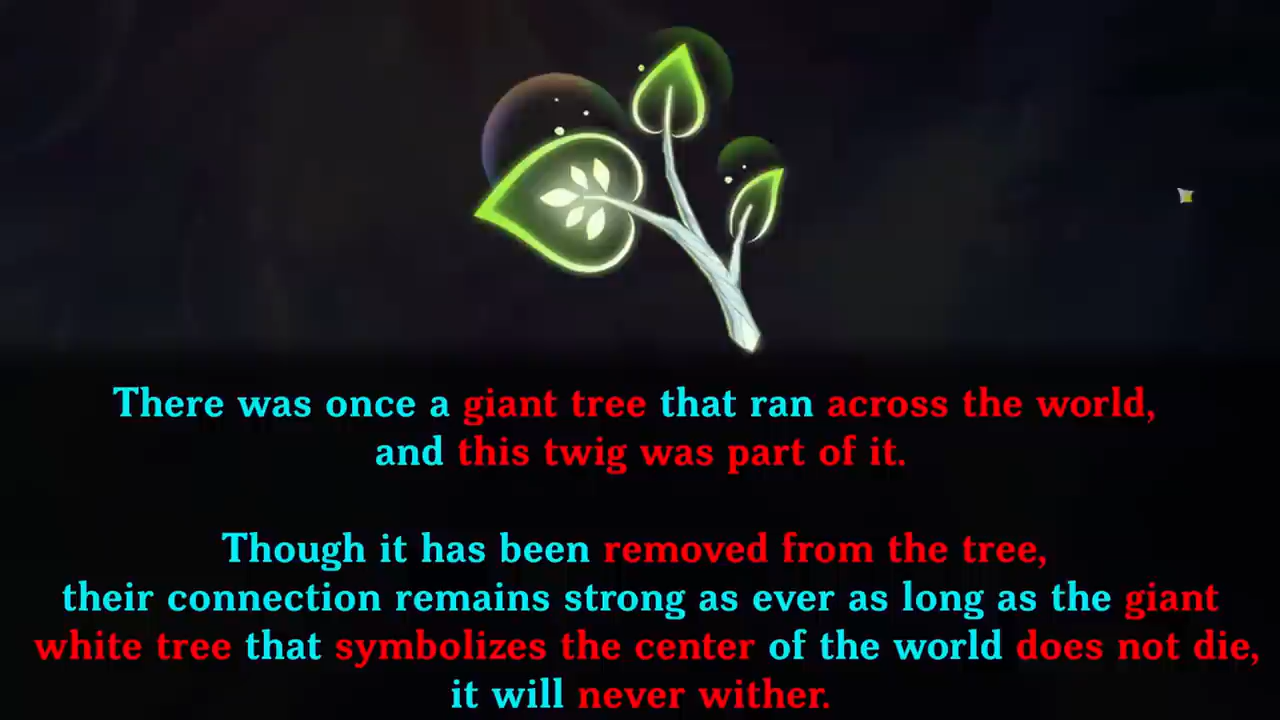 There was once a giant tree that ran across the world,
and this twig was part of it.
Though it has been removed from the tree,
their connection remains strong as ever as long as the giant
white tree that symbolizes the center of the world does not die,
it will never wither.